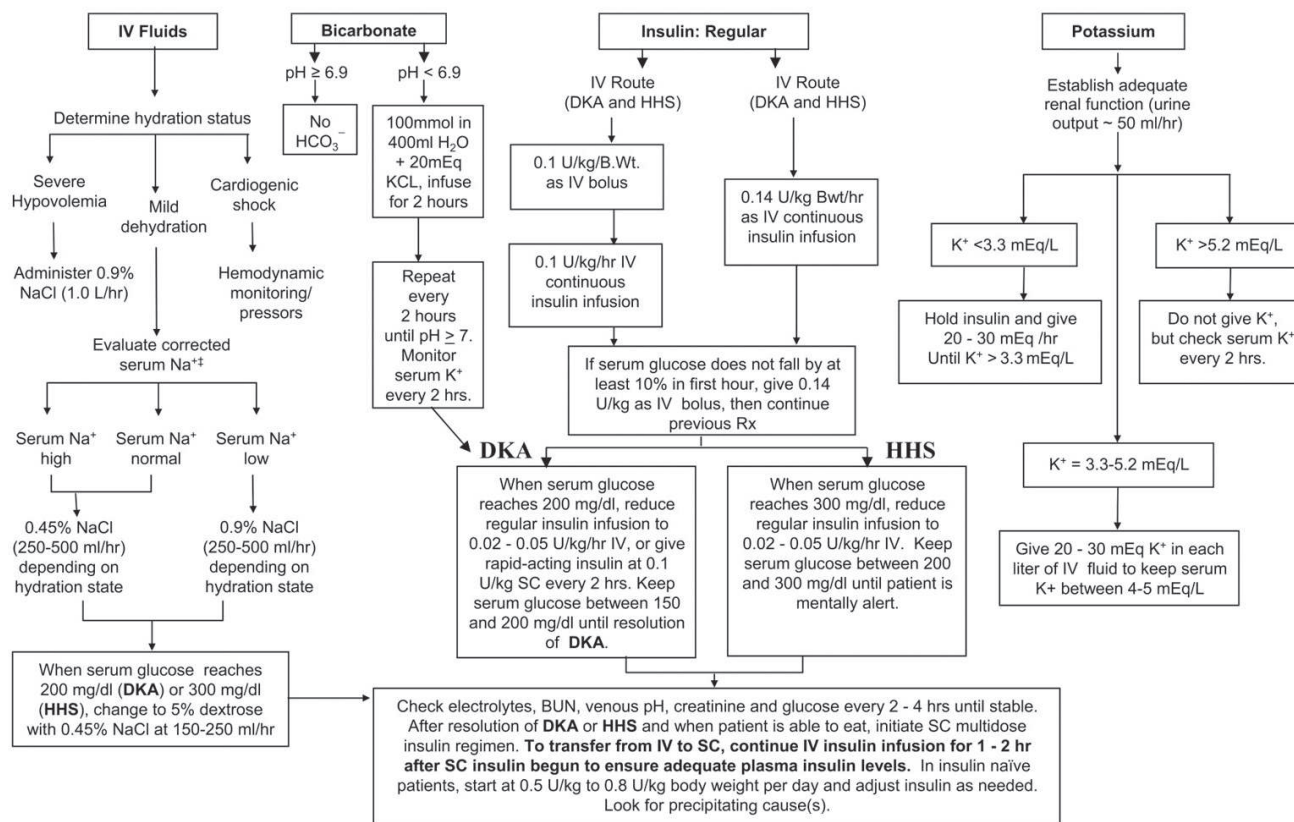 IV Fluids
Determine hydration status
Severe
Hypovolemia
Mild
dehydration
Cardiogenic
shock
Administer 0.9%
NaCl (1.0 L/hr)
Hemodynamic
monitoring/
pressors
Evaluate corrected
serum Na⁺‡
Serum Na⁺
high
Serum Na⁺
normal
Serum Na⁺
low
0.45% NaCl
(250-500 ml/hr)
depending on
hydration state
0.9% NaCl
(250-500 ml/hr)
depending on
hydration state
When serum glucose reaches
200 mg/dl (DKA) or 300 mg/dl
(HHS), change to 5% dextrose
with 0.45% NaCl at 150-250 ml/hr
Bicarbonate
pH ≥ 6.9
pH < 6.9
No
HCO₃⁻
100mmol in
400ml H₂O
+ 20mEq
KCL, infuse
for 2 hours
Repeat
every
2 hours
until pH ≥ 7.
Monitor
serum K⁺
every 2 hrs.
Insulin: Regular
IV Route
(DKA and HHS)
IV Route
(DKA and HHS)
0.1 U/kg/B.Wt.
as IV bolus
0.14 U/kg Bwt/hr
as IV continuous
insulin infusion
0.1 U/kg/hr IV
continuous
insulin infusion
If serum glucose does not fall by at
least 10% in first hour, give 0.14
U/kg as IV bolus, then continue
previous Rx
DKA
HHS
When serum glucose
reaches 200 mg/dl, reduce
regular insulin infusion to
0.02 - 0.05 U/kg/hr IV, or give
rapid-acting insulin at 0.1
U/kg SC every 2 hrs. Keep
serum glucose between 150
and 200 mg/dl until resolution
of DKA.
When serum glucose
reaches 300 mg/dl, reduce
regular insulin infusion to
0.02 - 0.05 U/kg/hr IV. Keep
serum glucose between 200
and 300 mg/dl until patient is
mentally alert.
Potassium
Establish adequate
renal function (urine
output ~ 50 ml/hr)
K⁺ <3.3 mEq/L
K⁺ >5.2 mEq/L
Hold insulin and give
20 - 30 mEq /hr
Until K⁺ > 3.3 mEq/L
Do not give K⁺,
but check serum K⁺
every 2 hrs.
K⁺ = 3.3-5.2 mEq/L
Give 20 - 30 mEq K⁺ in each
liter of IV fluid to keep serum
K+ between 4-5 mEq/L
Check electrolytes, BUN, venous pH, creatinine and glucose every 2 - 4 hrs until stable.
After resolution of DKA or HHS and when patient is able to eat, initiate SC multidose
insulin regimen. To transfer from IV to SC, continue IV insulin infusion for 1 - 2 hr
after SC insulin begun to ensure adequate plasma insulin levels. In insulin naïve
patients, start at 0.5 U/kg to 0.8 U/kg body weight per day and adjust insulin as needed.
Look for precipitating cause(s).